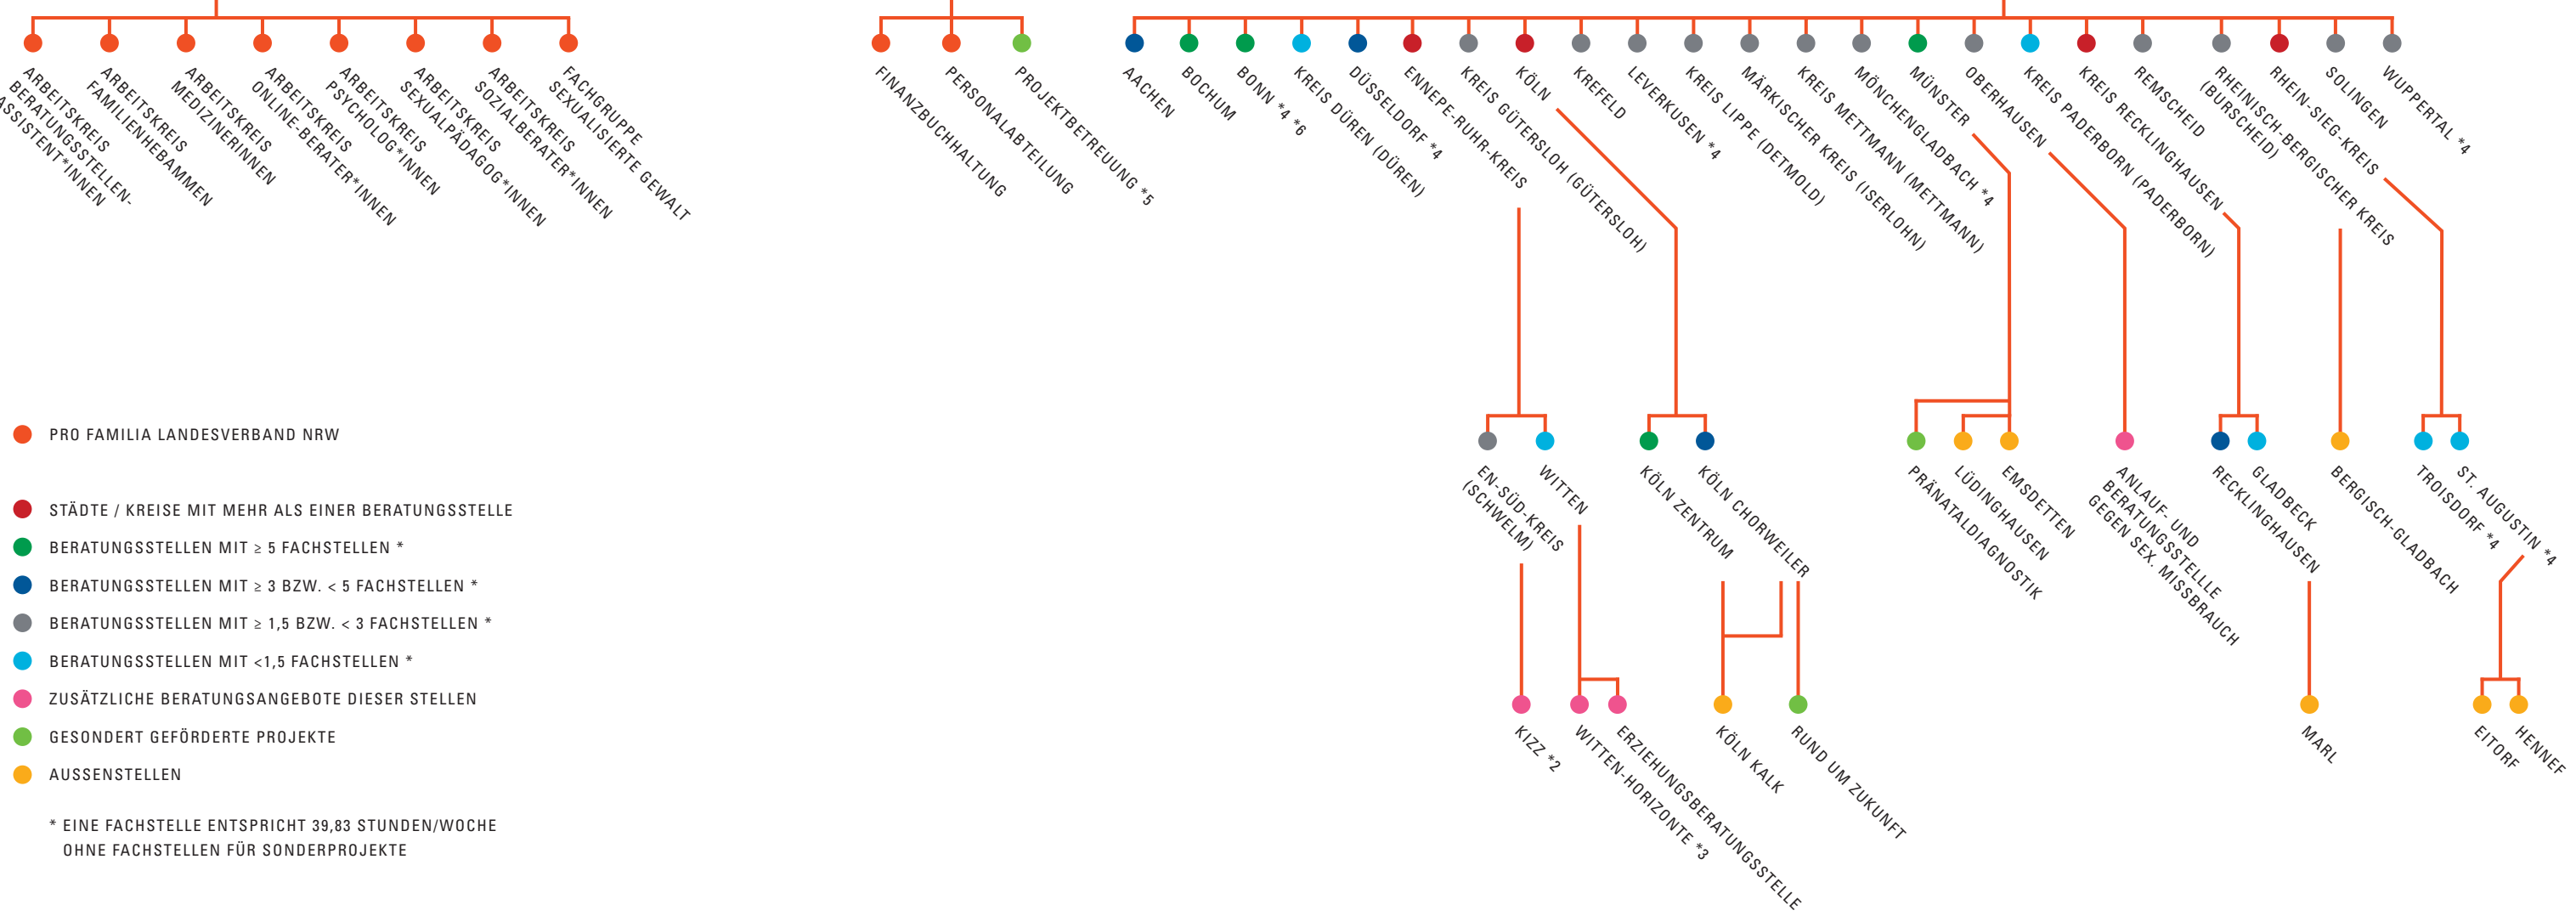 ARBEITSKREIS
BERATUNGSSTELLEN-
ASSISTENT*INNEN
ARBEITSKREIS
FAMILIENHEBAMMEN
ARBEITSKREIS
MEDIZINERINNEN
ARBEITSKREIS
ONLINE-BERATER*INNEN
ARBEITSKREIS
PSYCHOLOG*INNEN
ARBEITSKREIS
SEXUALPÄDAGOG*INNEN
ARBEITSKREIS
SOZIALBERATER*INNEN
FACHGRUPPE
SEXUALISIERTE GEWALT
FINANZBUCHHALTUNG
PERSONALABTEILUNG
PROJEKTBETREUUNG *5
AACHEN
BOCHUM
BONN *4 *6
KREIS DÜREN (DÜREN)
DÜSSELDORF *4
ENNEPE-RUHR-KREIS
KREIS GÜTERSLOH (GÜTERSLOH)
KÖLN
KREFELD
LEVERKUSEN *4
KREIS LIPPE (DETMOLD)
MÄRKISCHER KREIS (ISERLOHN)
KREIS METTMANN (METTMANN)
MÖNCHENGLADBACH *4
MÜNSTER
OBERHAUSEN
KREIS PADERBORN (PADERBORN)
KREIS RECKLINGHAUSEN
REMSCHEID
RHEINISCH-BERGISCHER KREIS
(BURSCHEID)
RHEIN-SIEG-KREIS
SOLINGEN
WUPPERTAL *4
EN-SÜD-KREIS
(SCHWELM)
WITTEN
KÖLN ZENTRUM
KÖLN CHORWEILER
PRÄNATALDIAGNOSTIK
LÜDINGHAUSEN
EMSDETTEN
ANLAUF- UND
BERATUNGSSTELLLE
GEGEN SEX. MISSBRAUCH
RECKLINGHAUSEN
GLADBECK
BERGISCH-GLADBACH
TROISDORF *4
ST. AUGUSTIN *4
KIZZ *2
WITTEN-HORIZONTE *3
ERZIEHUNGSBERATUNGSSTELLE
KÖLN KALK
RUND UM ZUKUNFT
MARL
EITORF
HENNEF
PRO FAMILIA LANDESVERBAND NRW
STÄDTE / KREISE MIT MEHR ALS EINER BERATUNGSSTELLE
BERATUNGSSTELLEN MIT ≥ 5 FACHSTELLEN *
BERATUNGSSTELLEN MIT ≥ 3 BZW. < 5 FACHSTELLEN *
BERATUNGSSTELLEN MIT ≥ 1,5 BZW. < 3 FACHSTELLEN *
BERATUNGSSTELLEN MIT <1,5 FACHSTELLEN *
ZUSÄTZLICHE BERATUNGSANGEBOTE DIESER STELLEN
GESONDERT GEFÖRDERTE PROJEKTE
AUSSENSTELLEN
* EINE FACHSTELLE ENTSPRICHT 39,83 STUNDEN/WOCHE
OHNE FACHSTELLEN FÜR SONDERPROJEKTE